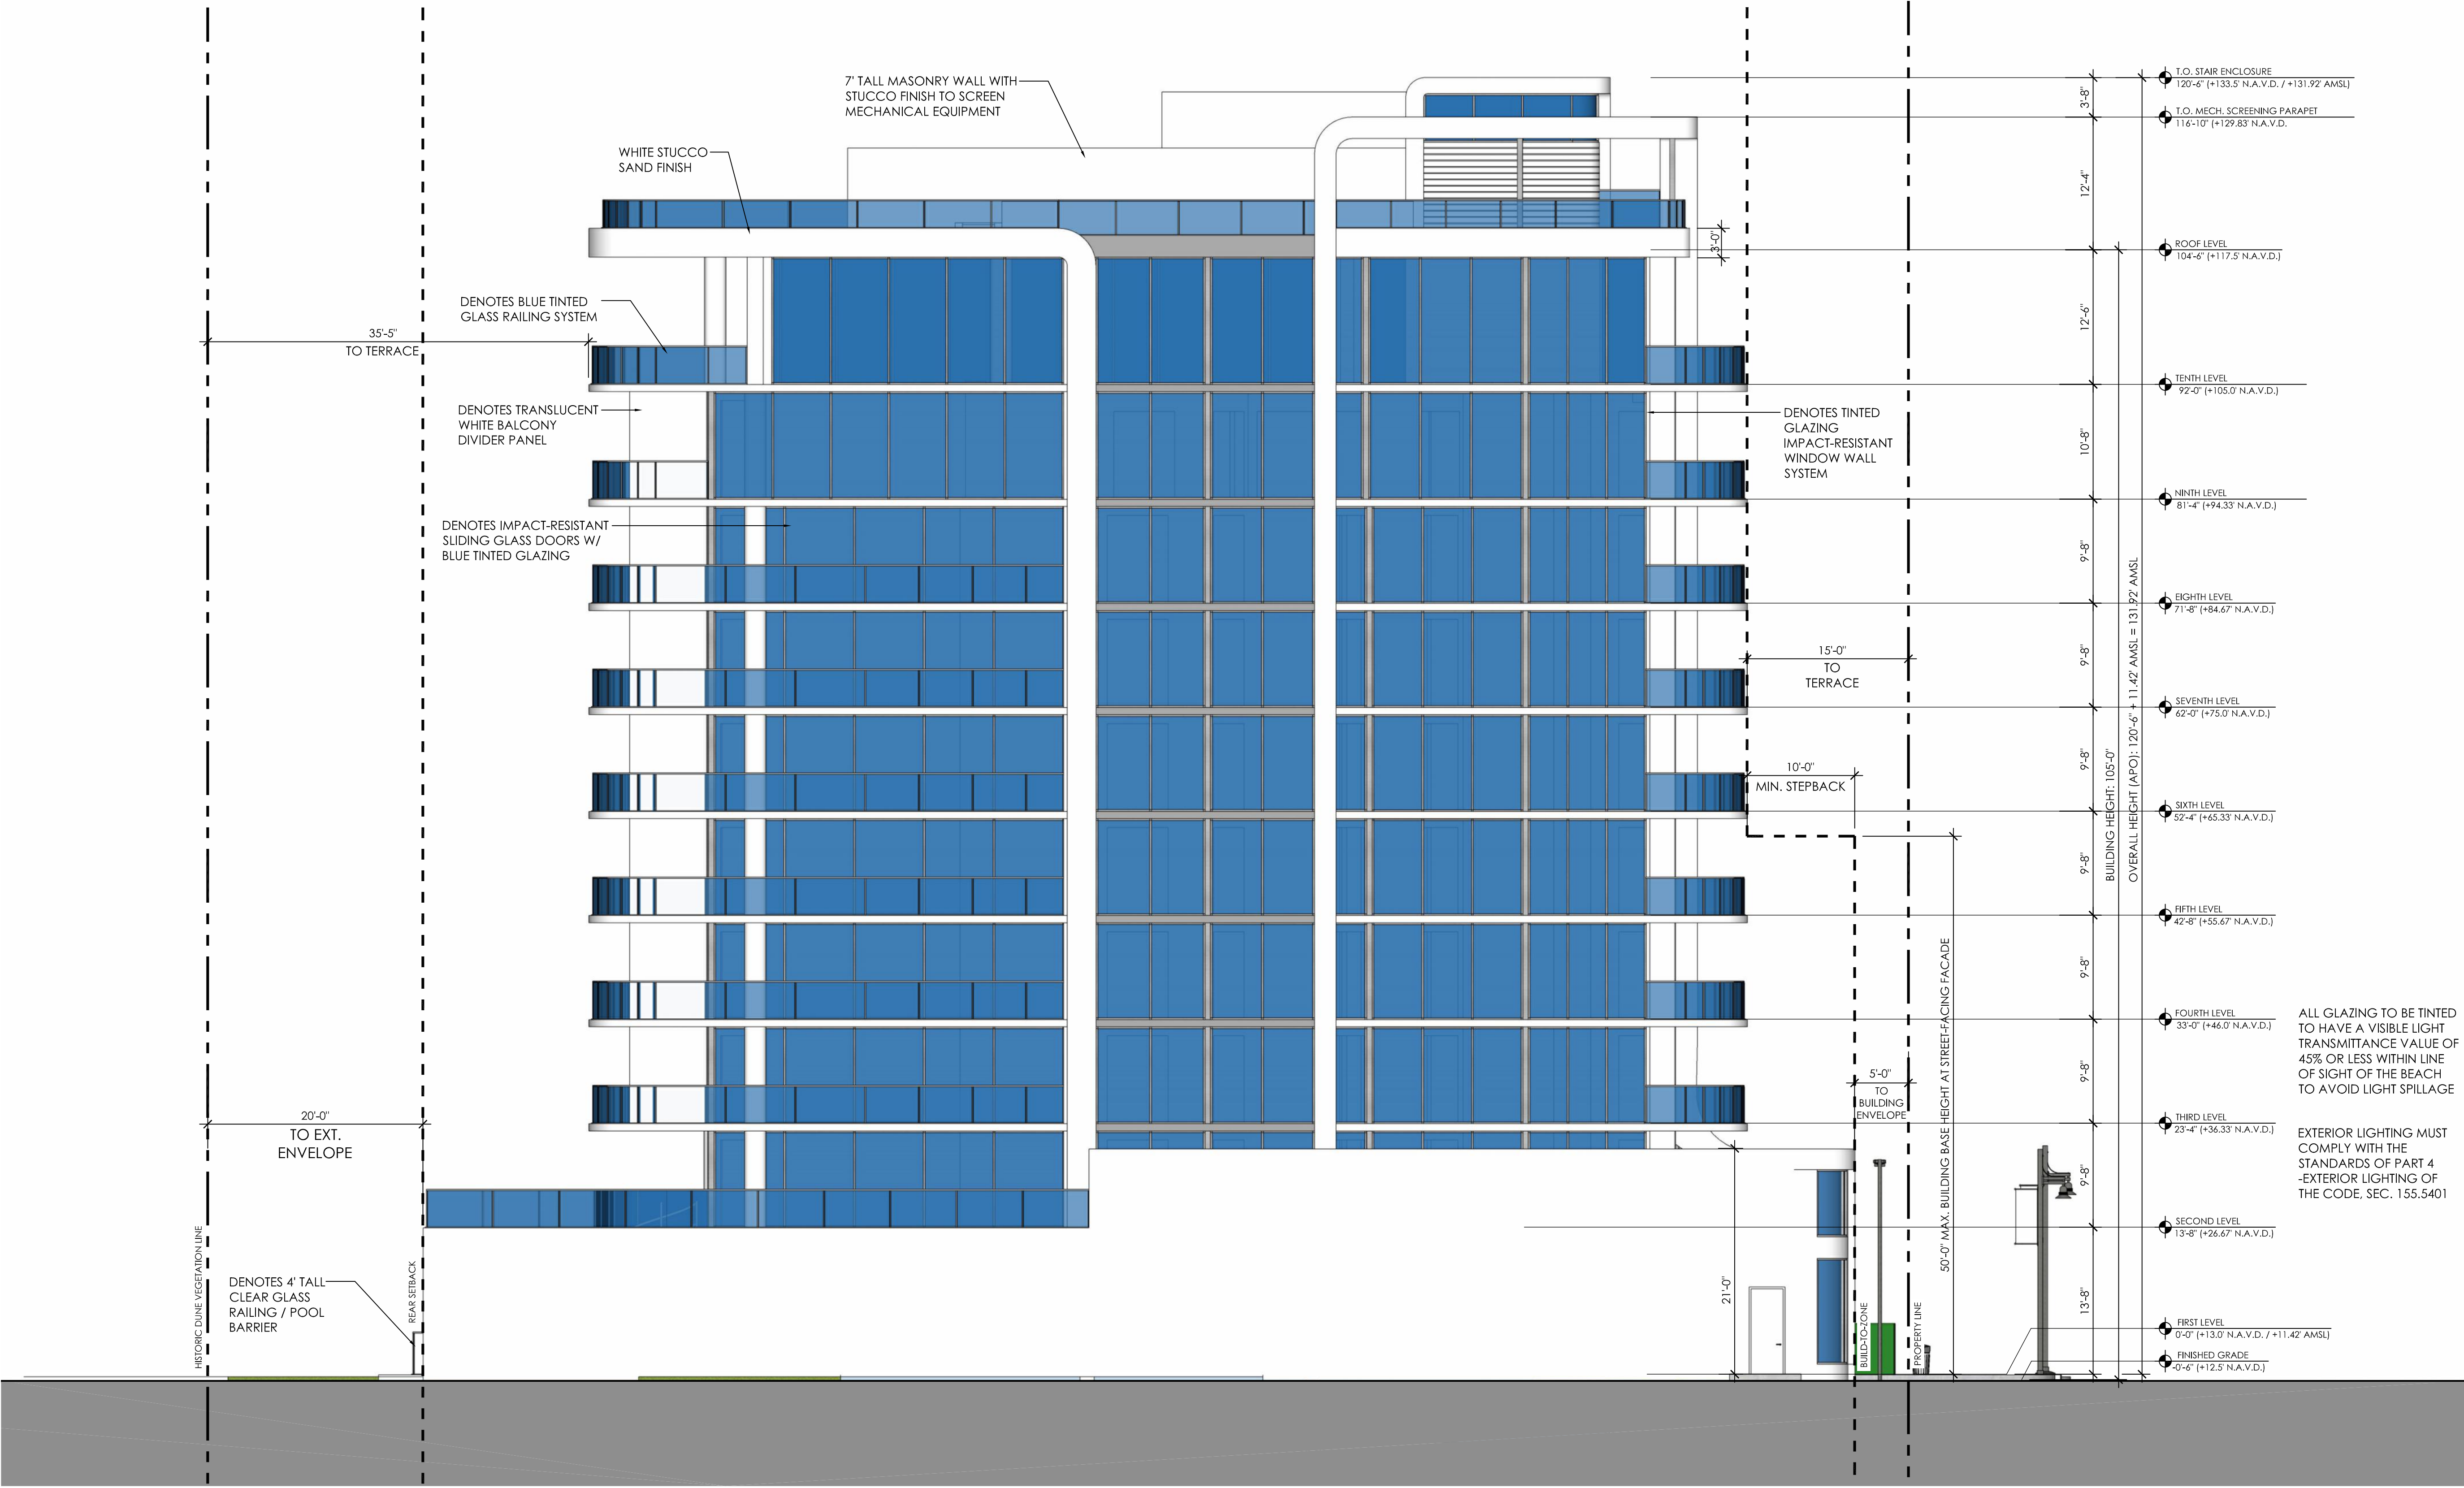 7' TALL MASONRY WALL WITH
STUCCO FINISH TO SCREEN
MECHANICAL EQUIPMENT
WHITE STUCCO
SAND FINISH
DENOTES BLUE TINTED
GLASS RAILING SYSTEM
35'-5"
TO TERRACE
DENOTES TRANSLUCENT
WHITE BALCONY
DIVIDER PANEL
DENOTES IMPACT-RESISTANT
SLIDING GLASS DOORS W/
BLUE TINTED GLAZING
20'-0"
TO EXT.
ENVELOPE
HISTORIC DUNE VEGETATION LINE
DENOTES 4' TALL
CLEAR GLASS
RAILING / POOL
BARRIER
REAR SETBACK
3'-0"
DENOTES TINTED
GLAZING
IMPACT-RESISTANT
WINDOW WALL
SYSTEM
15'-0"
TO
TERRACE
10'-0"
MIN. STEPBACK
5'-0"
TO
BUILDING
ENVELOPE
21'-0"
BUILD-TO-ZONE
PROPERTY LINE
50'-0" MAX. BUILDING BASE HEIGHT AT STREET-FACING FACADE
3'-8"
12'-4"
12'-6"
10'-8"
9'-8"
9'-8"
9'-8"
9'-8"
9'-8"
9'-8"
9'-8"
13'-8"
BUILDING HEIGHT: 105'-0"
OVERALL HEIGHT (APO): 120'-6" + 11.42' AMSL = 131.92' AMSL
T.O. STAIR ENCLOSURE
120'-6" (+133.5' N.A.V.D. / +131.92' AMSL)
T.O. MECH. SCREENING PARAPET
116'-10" (+129.83' N.A.V.D.
ROOF LEVEL
104'-6" (+117.5' N.A.V.D.)
TENTH LEVEL
92'-0" (+105.0' N.A.V.D.)
NINTH LEVEL
81'-4" (+94.33' N.A.V.D.)
EIGHTH LEVEL
71'-8" (+84.67' N.A.V.D.)
SEVENTH LEVEL
62'-0" (+75.0' N.A.V.D.)
SIXTH LEVEL
52'-4" (+65.33' N.A.V.D.)
FIFTH LEVEL
42'-8" (+55.67' N.A.V.D.)
FOURTH LEVEL
33'-0" (+46.0' N.A.V.D.)
THIRD LEVEL
23'-4" (+36.33' N.A.V.D.)
SECOND LEVEL
13'-8" (+26.67' N.A.V.D.)
FIRST LEVEL
0'-0" (+13.0' N.A.V.D. / +11.42' AMSL)
FINISHED GRADE
-0'-6" (+12.5' N.A.V.D.)
ALL GLAZING TO BE TINTED
TO HAVE A VISIBLE LIGHT
TRANSMITTANCE VALUE OF
45% OR LESS WITHIN LINE
OF SIGHT OF THE BEACH
TO AVOID LIGHT SPILLAGE
EXTERIOR LIGHTING MUST
COMPLY WITH THE
STANDARDS OF PART 4
-EXTERIOR LIGHTING OF
THE CODE, SEC. 155.5401